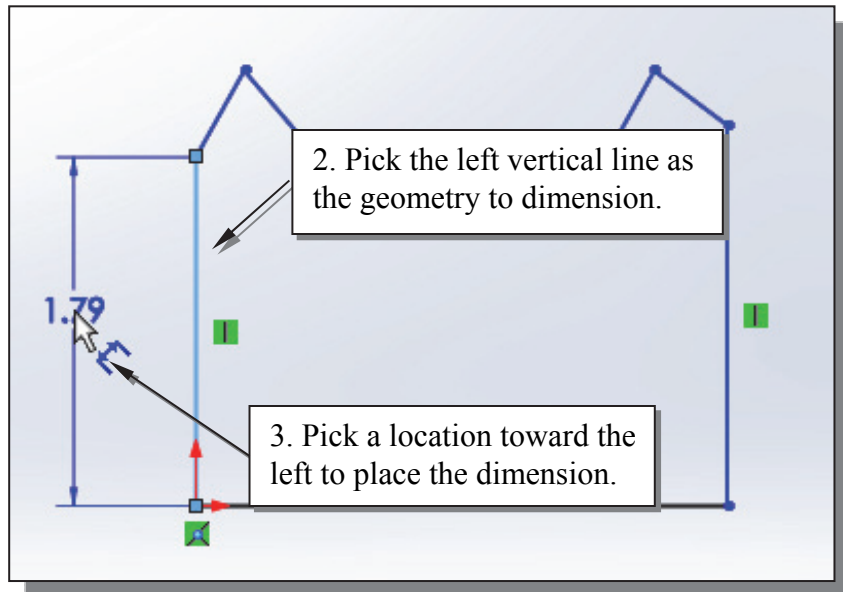 2. Pick the left vertical line as
the geometry to dimension.
1.79
3. Pick a location toward the
left to place the dimension.